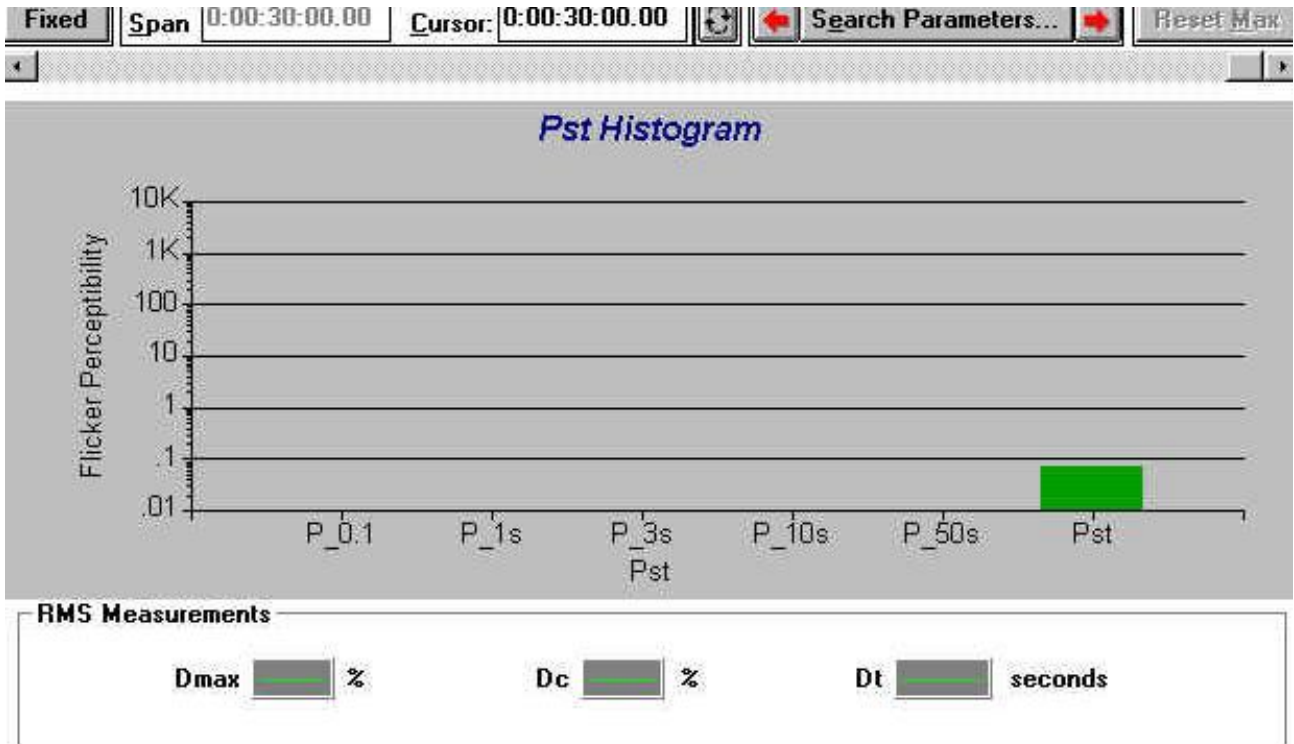 Fixed Span 0:00:30:00.00 Cursor: 0:00:30:00.00 Search Parameters... Reset Max
Pst Histogram
Flicker Perceptibility
10K
1K
100
10
1
.1
.01
P_0.1 P_1s P_3s P_10s P_50s Pst
Pst
RMS Measurements
Dmax % Dc % Dt seconds